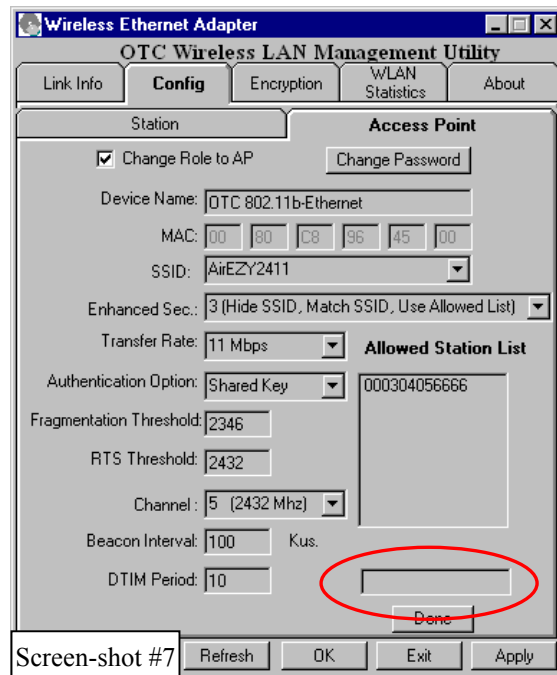 Wireless Ethernet Adapter
OTC Wireless LAN Management Utility
Link Info Config Encryption WLAN Statistics About
Station Access Point
Change Role to AP Change Password
Device Name: OTC 802.11b-Ethernet
MAC: 00 80 C8 96 45 00
SSID: AirEZY2411
Enhanced Sec.: 3 (Hide SSID, Match SSID, Use Allowed List)
Transfer Rate: 11 Mbps Allowed Station List
Authentication Option: Shared Key 000304056666
Fragmentation Threshold: 2346
RTS Threshold: 2432
Channel : 5 (2432 Mhz)
Beacon Interval: 100 Kus.
DTIM Period: 10
Done
Screen-shot #7 Refresh OK Exit Apply